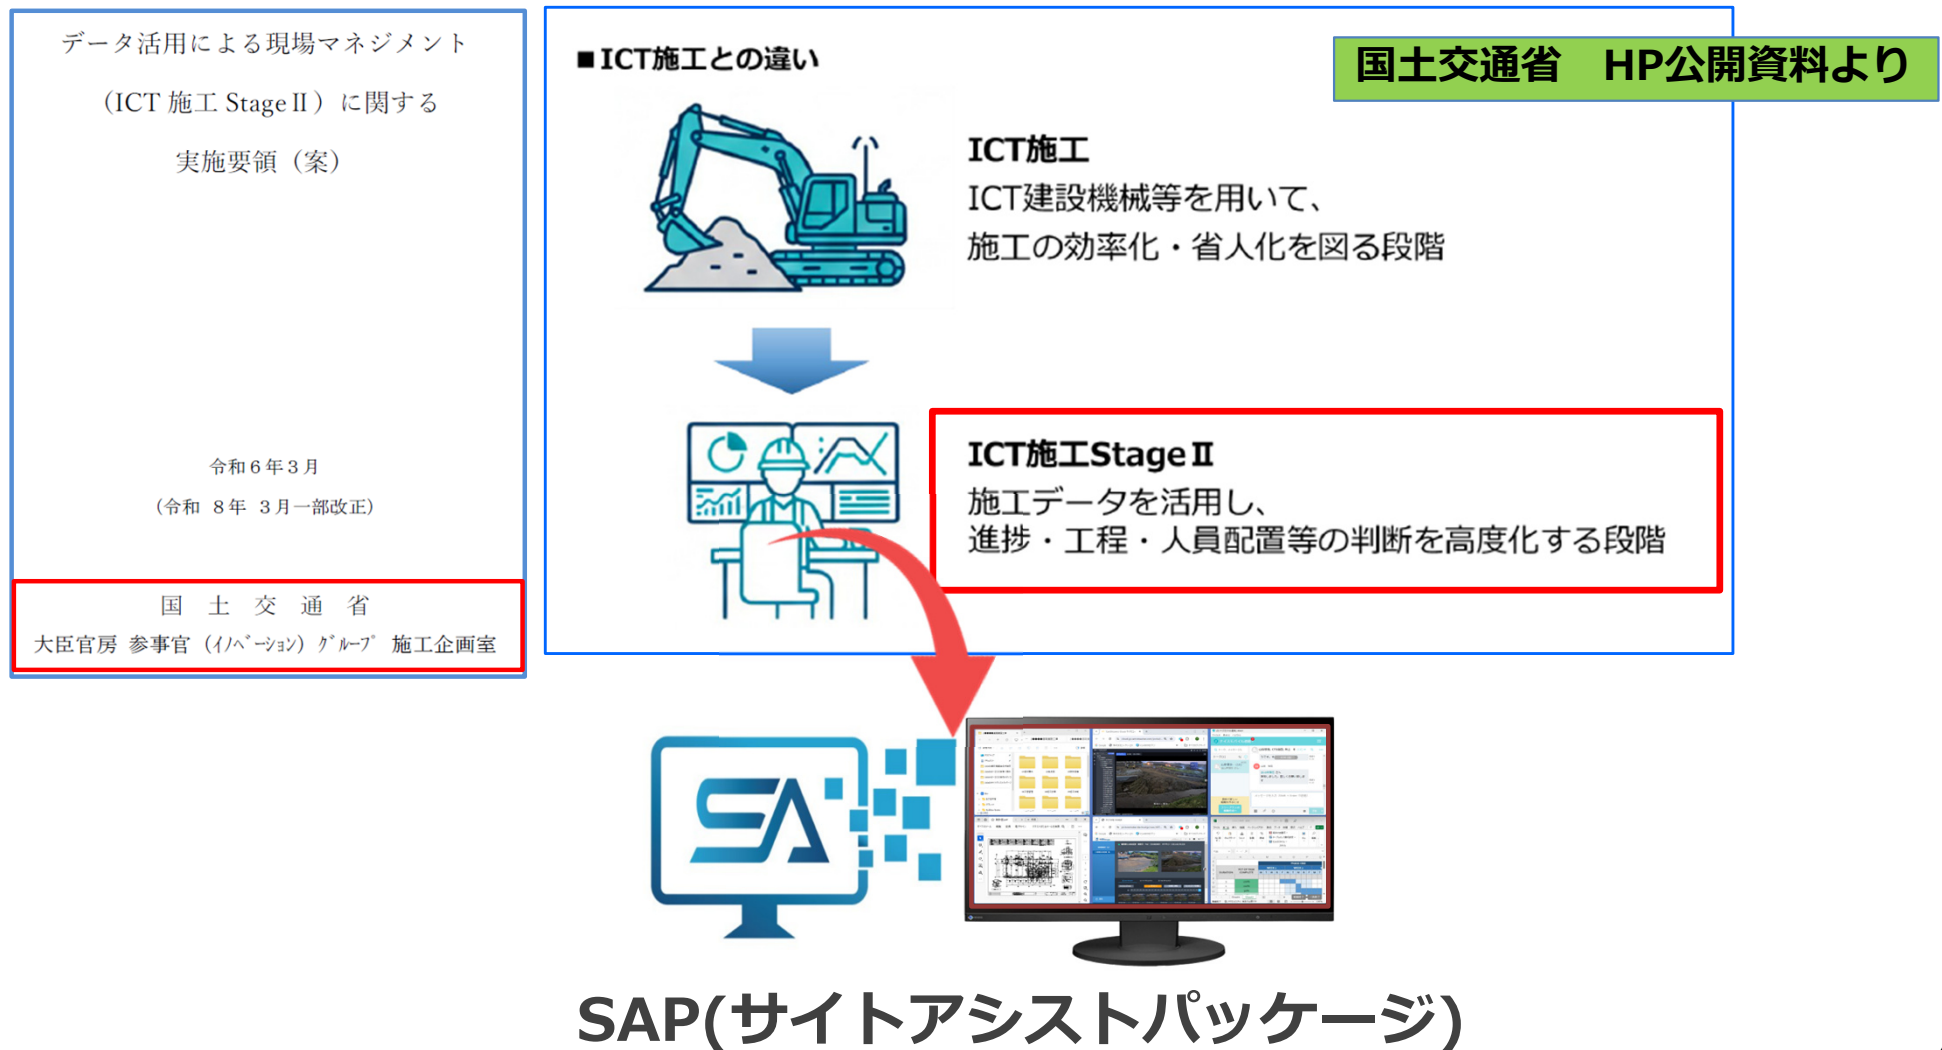 データ活用による現場マネジメント
（ICT 施工 StageⅡ）に関する
実施要領（案）
令和６年３月
（令和 ８年 ３月一部改正）
国 土 交 通 省
大臣官房 参事官（ｲﾉﾍﾞｰｼｮﾝ）ｸﾞﾙｰﾌﾟ 施工企画室
■ICT施工との違い
国土交通省　HP公開資料より
ICT施工
ICT建設機械等を用いて、
施工の効率化・省人化を図る段階
ICT施工StageⅡ
施工データを活用し、
進捗・工程・人員配置等の判断を高度化する段階
SA
SAP(サイトアシストパッケージ)